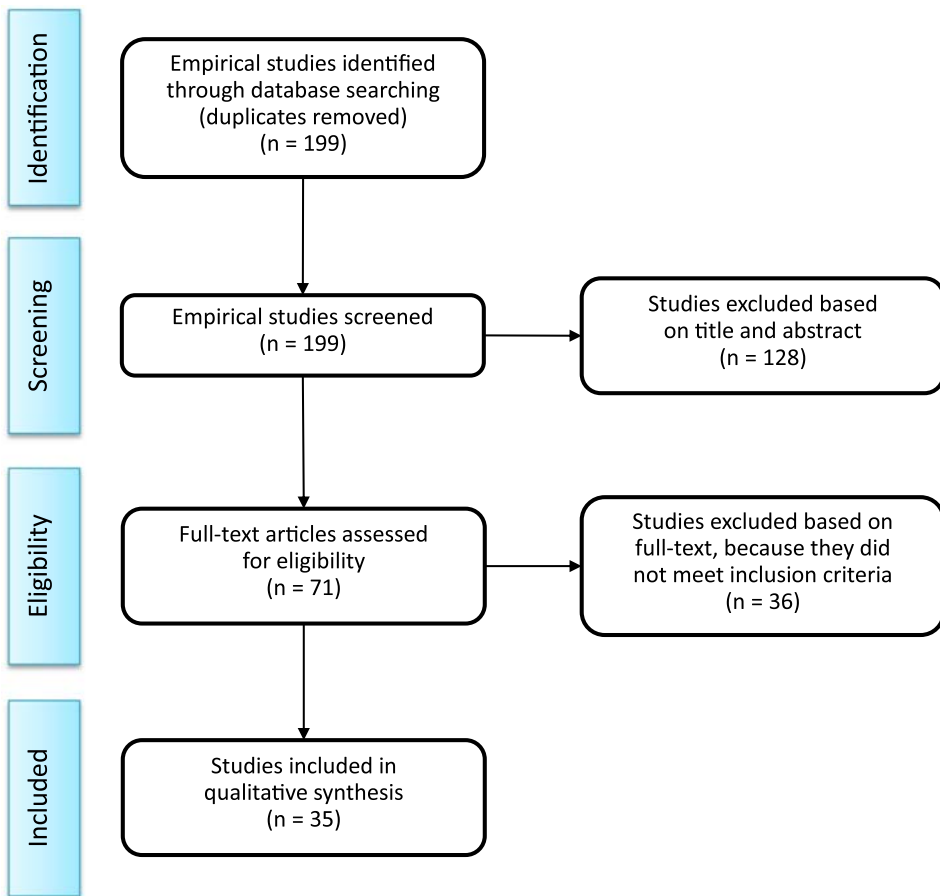 Identification
Empirical studies identified
through database searching
(duplicates removed)
(n = 199)
Screening
Empirical studies screened
(n = 199)
Studies excluded based
on title and abstract
(n = 128)
Eligibility
Full-text articles assessed
for eligibility
(n = 71)
Studies excluded based on
full-text, because they did
not meet inclusion criteria
(n = 36)
Included
Studies included in
qualitative synthesis
(n = 35)